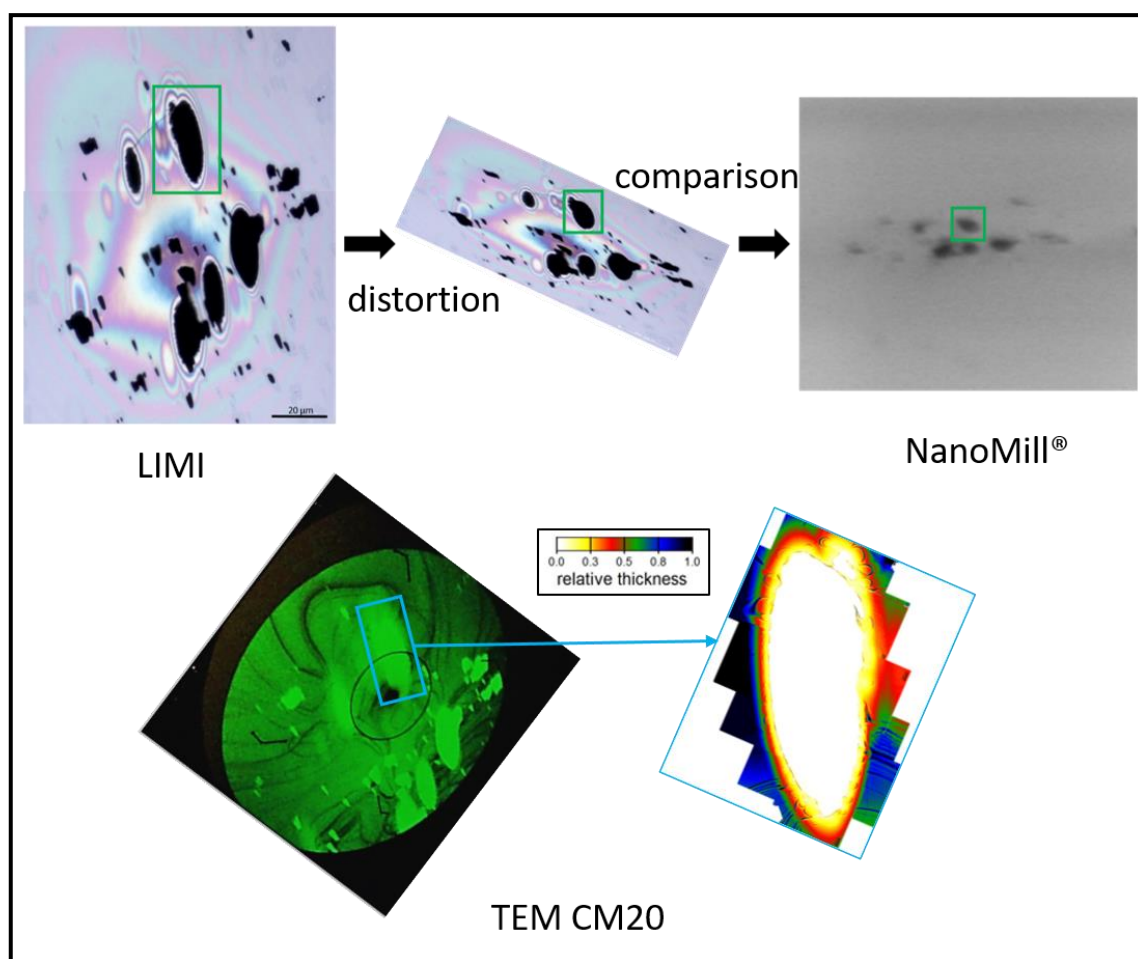 comparison
distortion
20 µm
LIMI
NanoMill®
0.0 0.3 0.5 0.8 1.0
relative thickness
TEM CM20